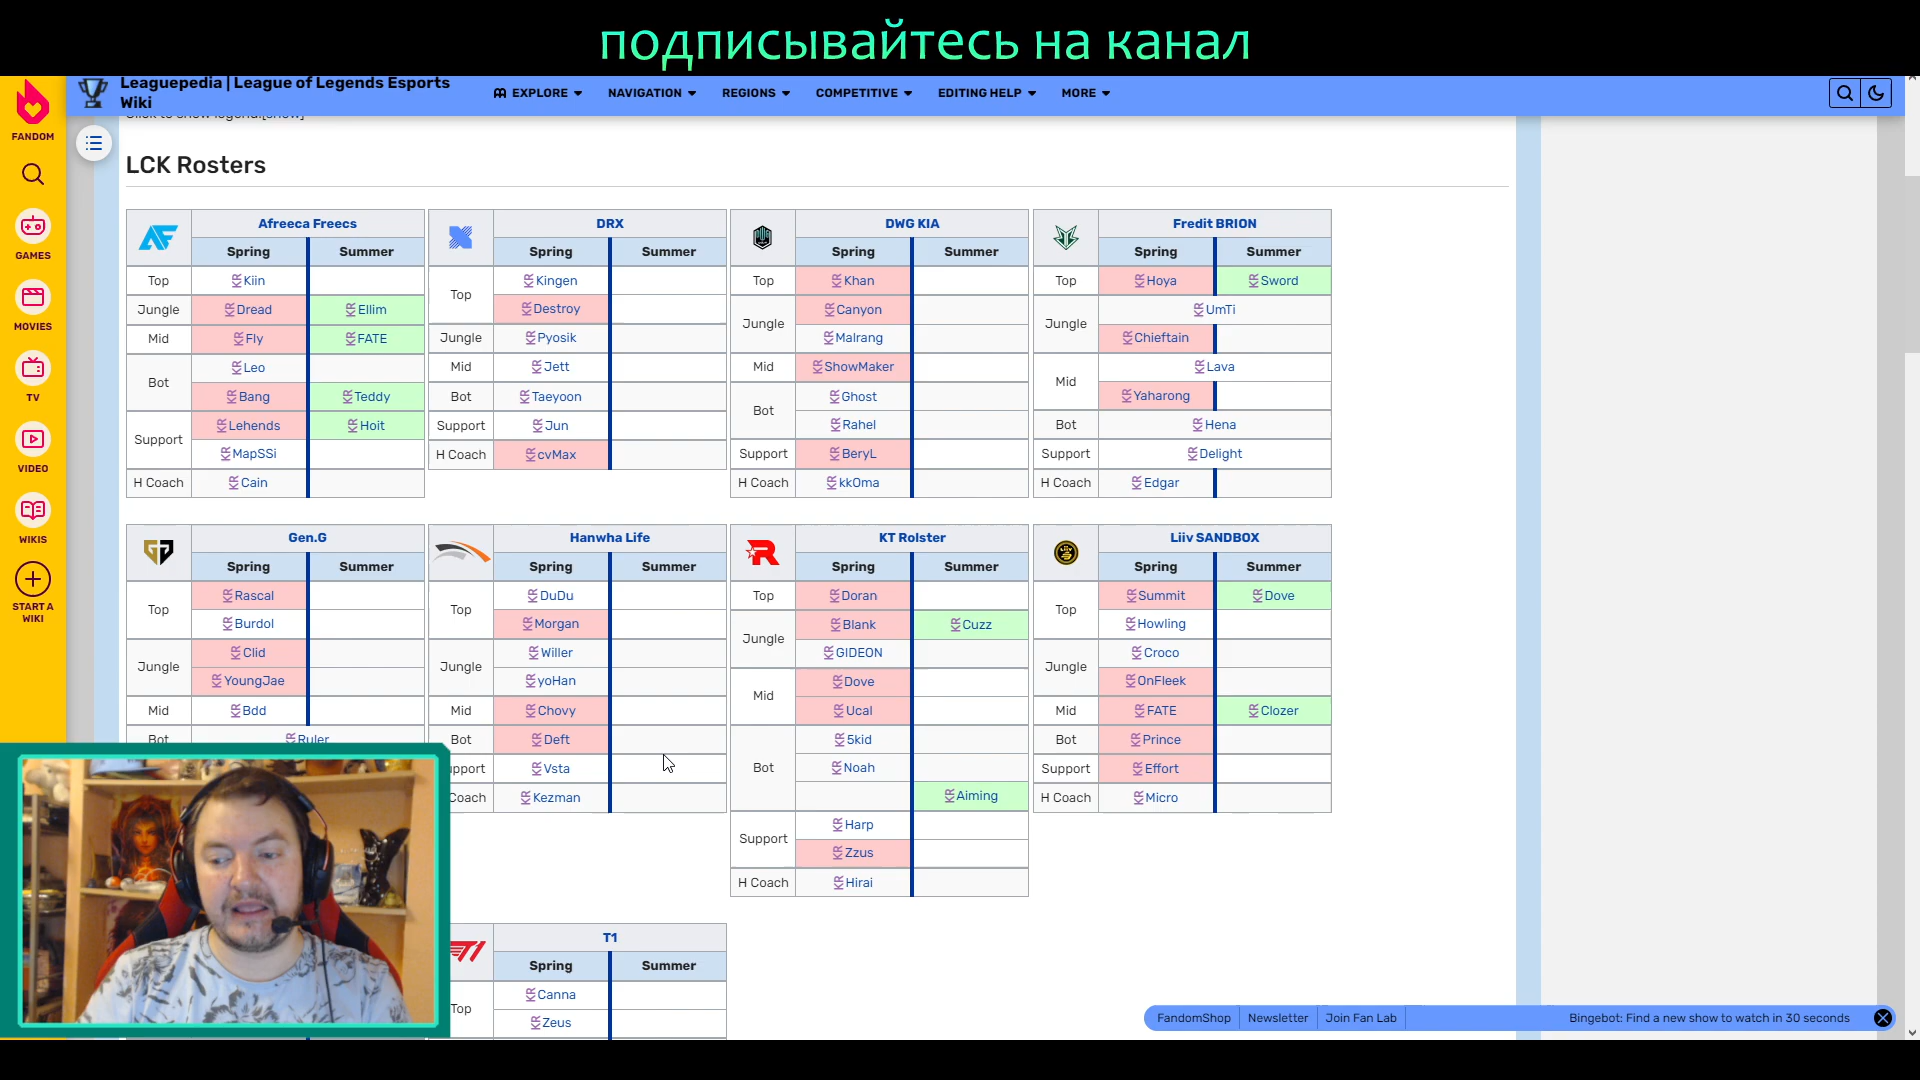 подписывайтесь на канал
Leaguepedia | League of Legends Esports
Wiki
EXPLORE
NAVIGATION
REGIONS
COMPETITIVE
EDITING HELP
MORE
FANDOM
GAMES
MOVIES
TV
VIDEO
WIKIS
START A
WIKI
LCK Rosters
Afreeca Freecs
Spring Summer
Top Kiin
Jungle Dread Ellim
Mid Fly FATE
Bot Leo
Bang Teddy
Support Lehends Hoit
MapSSi
H Coach Cain
DRX
Spring Summer
Top Kingen
Destroy
Jungle Pyosik
Mid Jett
Bot Taeyoon
Support Jun
H Coach cvMax
DWG KIA
Spring Summer
Top Khan
Jungle Canyon
Malrang
Mid ShowMaker
Bot Ghost
Rahel
Support BeryL
H Coach kkOma
Fredit BRION
Spring Summer
Top Hoya Sword
Jungle UmTi
Chieftain
Mid Lava
Yaharong
Bot Hena
Support Delight
H Coach Edgar
Gen.G
Spring Summer
Top Rascal
Burdol
Jungle Clid
YoungJae
Mid Bdd
Bot Ruler
Hanwha Life
Spring Summer
Top DuDu
Morgan
Jungle Willer
yoHan
Mid Chovy
Bot Deft
pport Vsta
Coach Kezman
KT Rolster
Spring Summer
Top Doran
Jungle Blank Cuzz
GIDEON
Mid Dove
Ucal
Bot 5kid
Noah
Aiming
Support Harp
Zzus
H Coach Hirai
Liiv SANDBOX
Spring Summer
Top Summit Dove
Howling
Jungle Croco
OnFleek
Mid FATE Clozer
Bot Prince
Support Effort
H Coach Micro
T1
Spring Summer
Top Canna
Zeus
FandomShop
Newsletter
Join Fan Lab
Bingebot: Find a new show to watch in 30 seconds